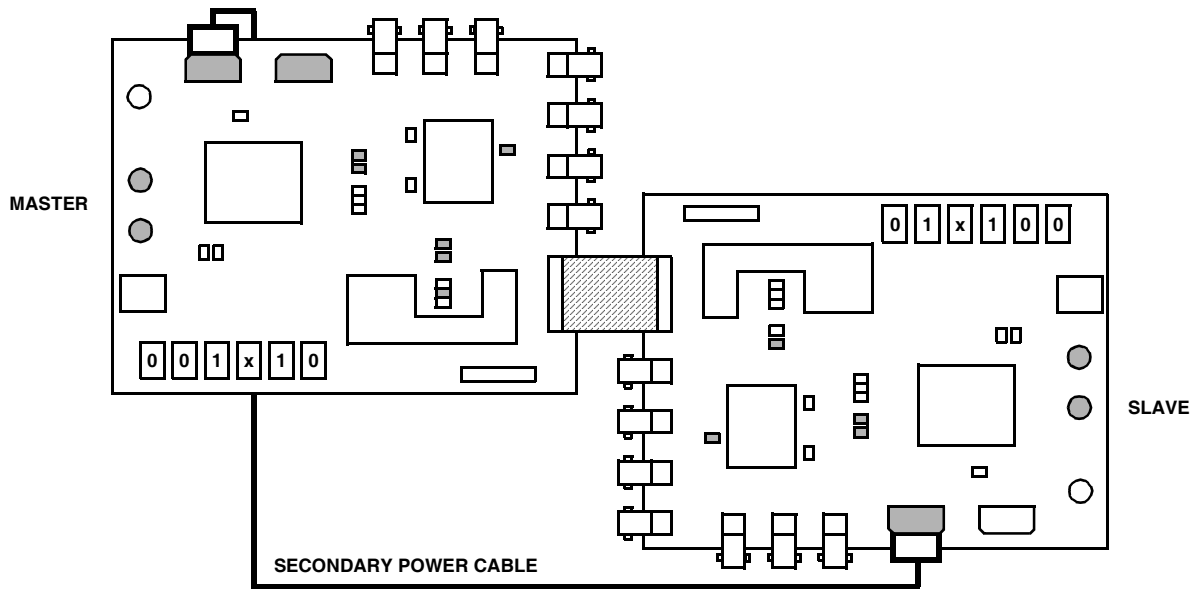 MASTER
0 1 x 1 0 0
0 0 1 x 1 0
SLAVE
SECONDARY POWER CABLE